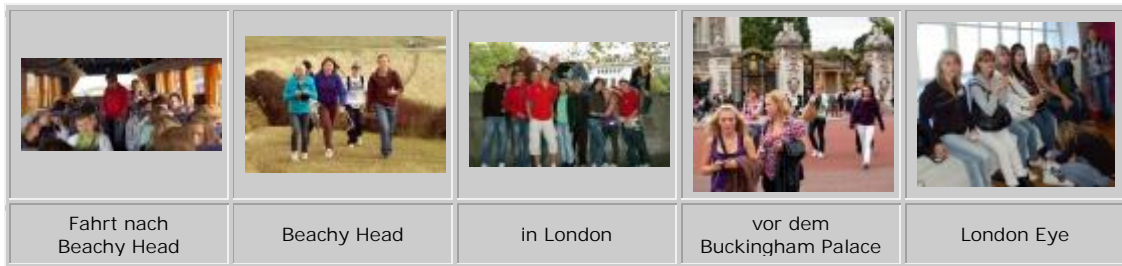 Fahrt nach
Beachy Head
Beachy Head
in London
vor dem
Buckingham Palace
London Eye